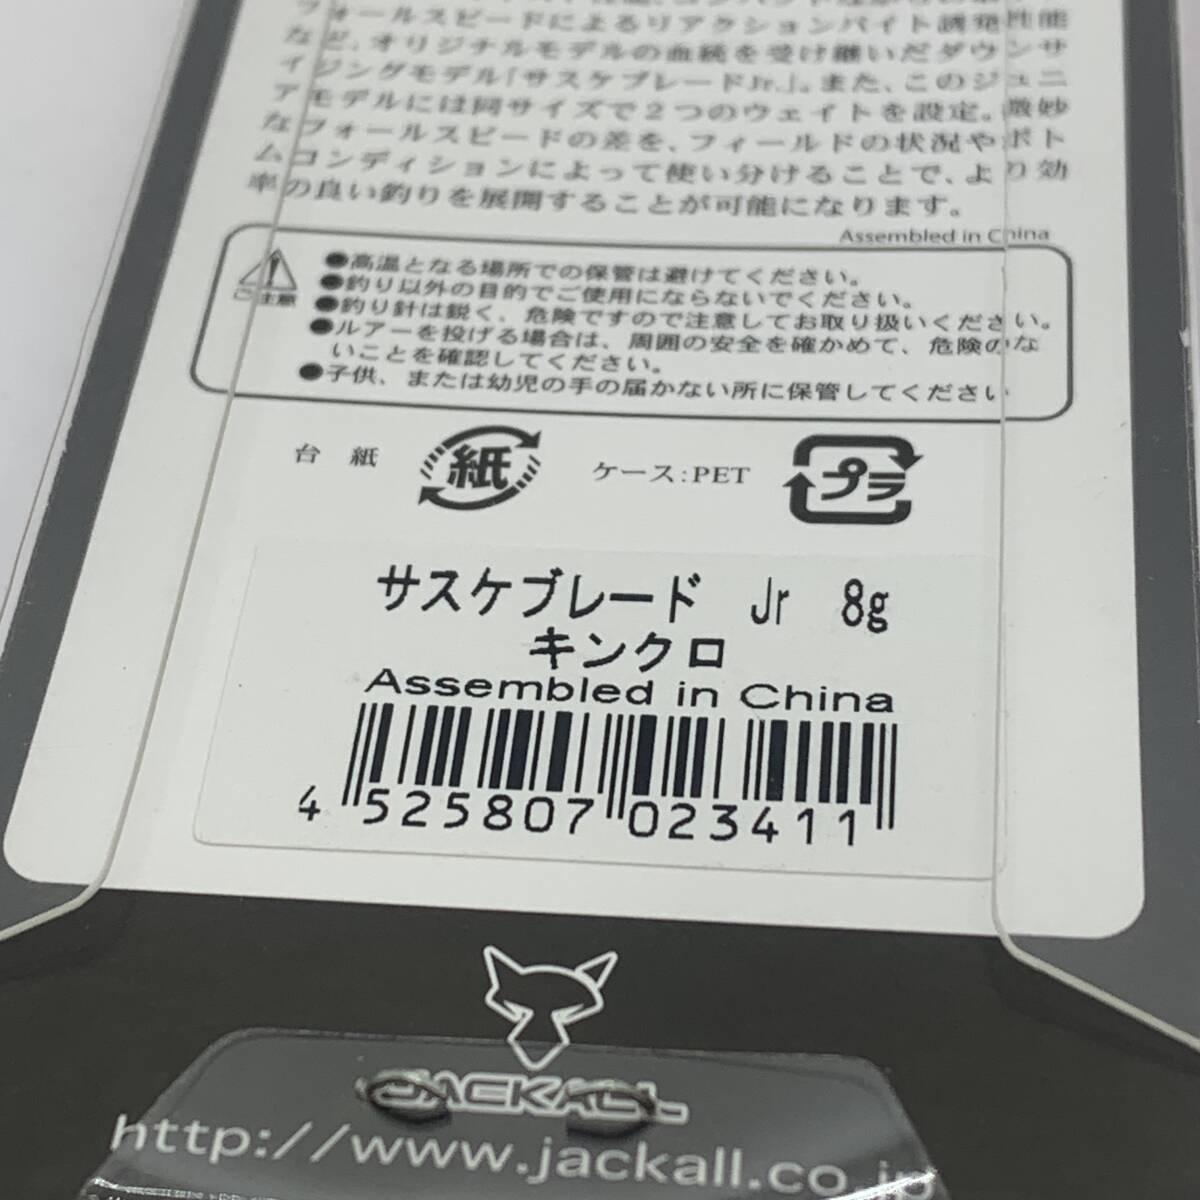 フォールスピードによるリアクションバイト誘発性能
など、オリジナルモデルの血統を受け継いだダウンサ
イジングモデル「サスケブレードJr.」。また、このジュニ
アモデルには同サイズで2つのウェイトを設定。微妙
なフォールスピードの差を、フィールドの状況やボト
ムコンディションによって使い分けることで、より効
率の良い釣りを展開することが可能になります。
Assembled in China
ご注意
●高温となる場所での保管は避けてください。
●釣り以外の目的でご使用にならないでください。
●釣り針は鋭く、危険ですので注意してお取り扱いください。
●ルアーを投げる場合は、周囲の安全を確かめて、危険のな
いことを確認してください。
●子供、または幼児の手の届かない所に保管してください
台紙 紙 ケース:PET プラ
サスケブレード Jr 8g
キンクロ
Assembled in China
4 525807 023411
JACKALL
http://www.jackall.co.jp